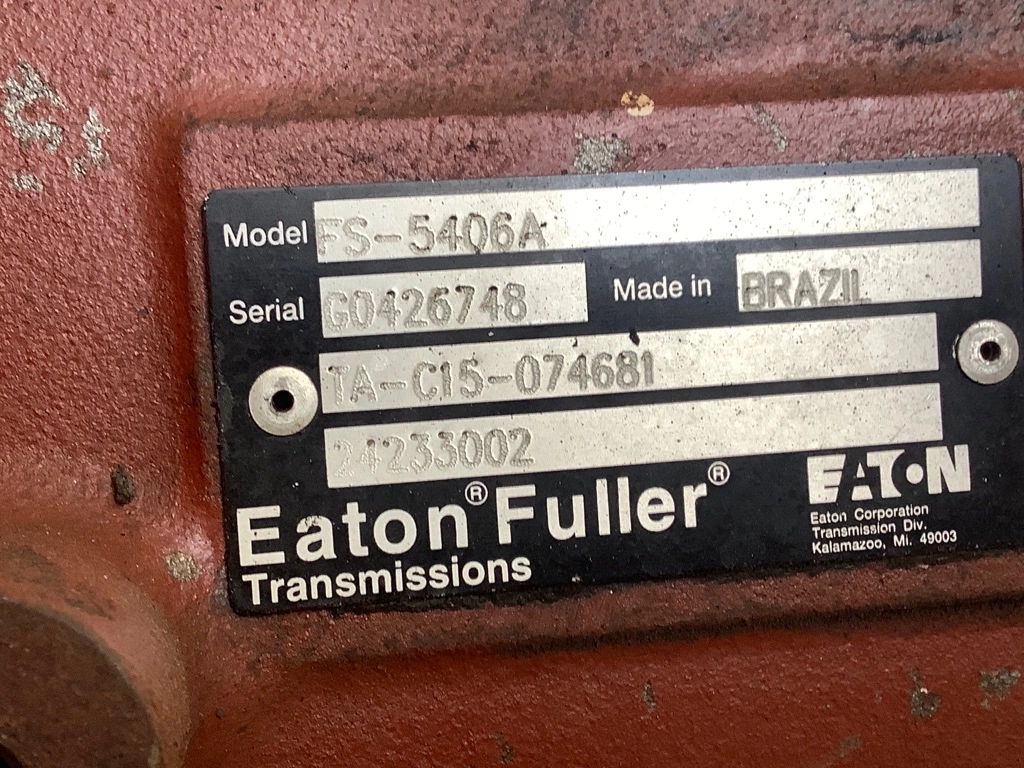 Model FS-5406A
Serial G0426748 Made in BRAZIL
TA-C15-074681
24233002
Eaton® Fuller®
Transmissions
EATON
Eaton Corporation
Transmission Div.
Kalamazoo, Mi. 49003